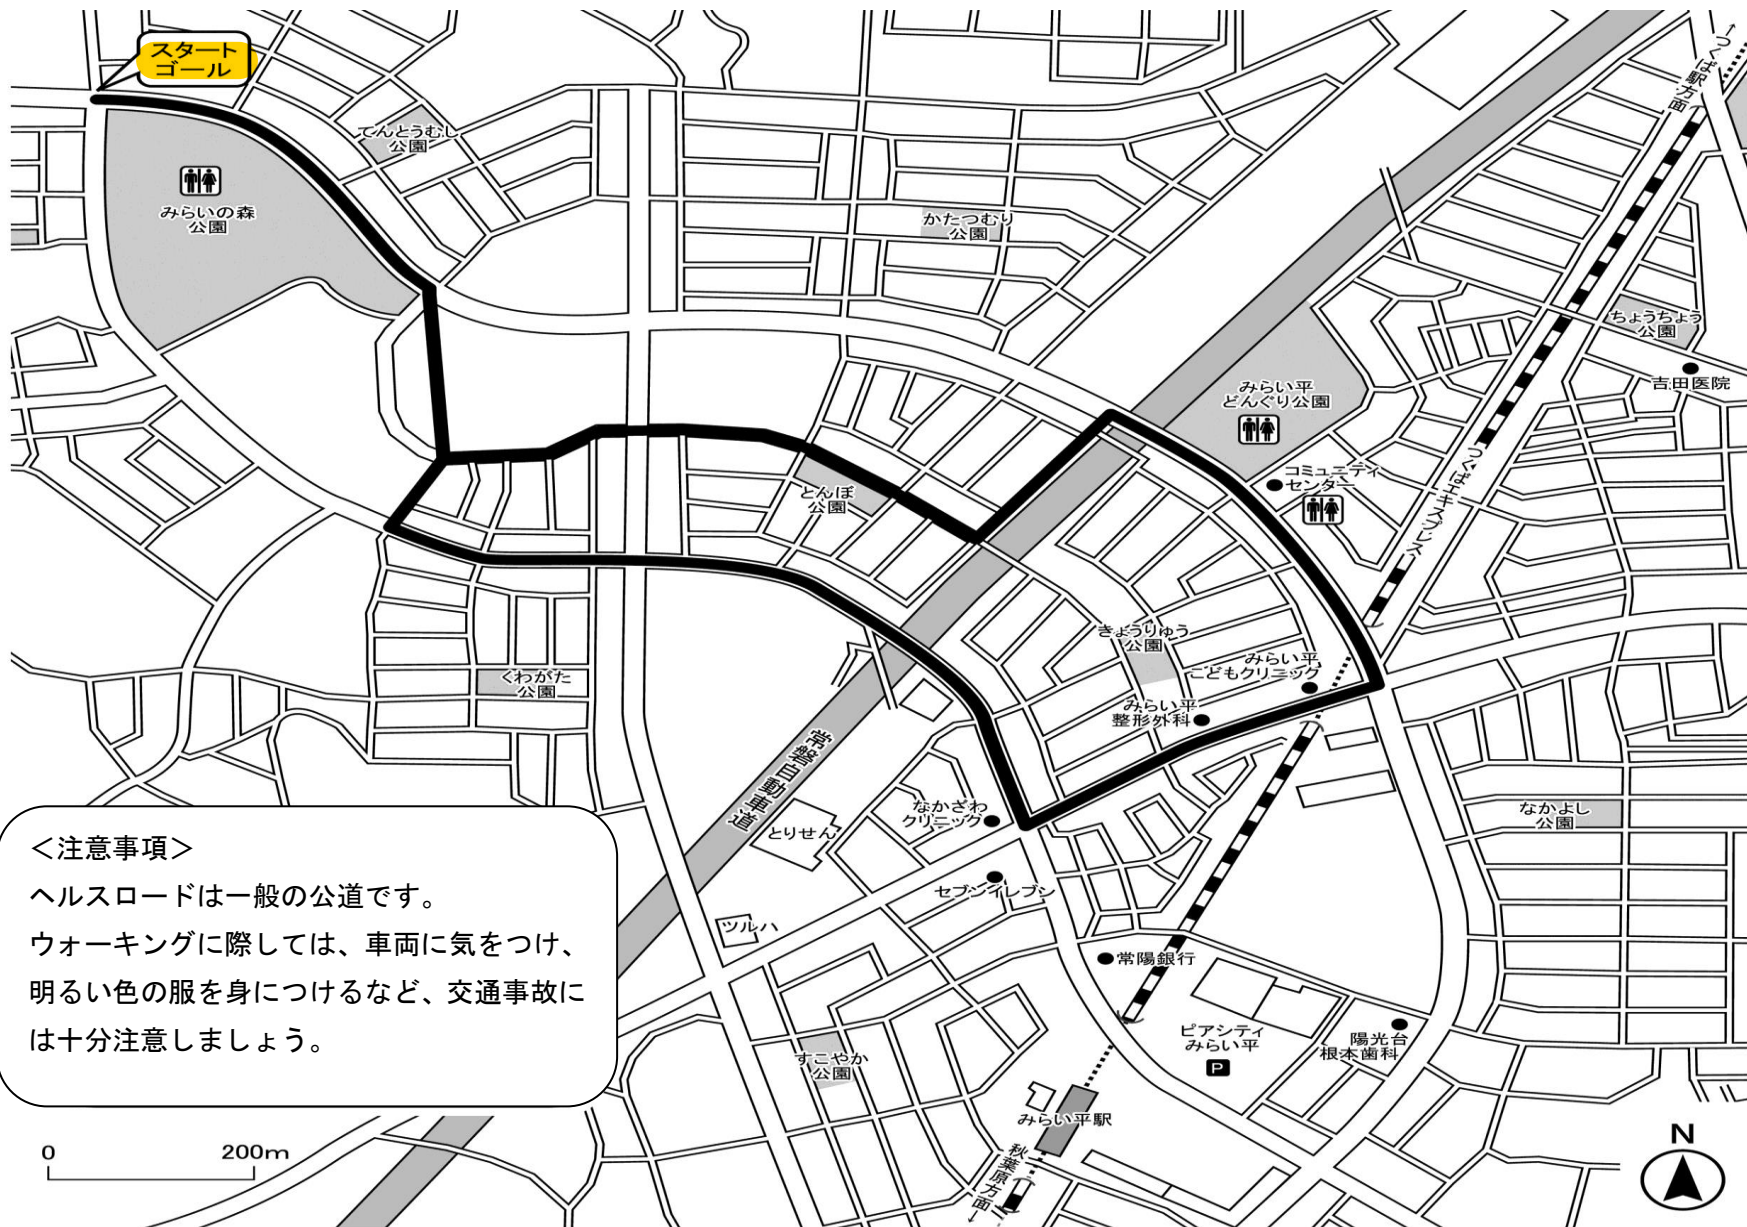 スタート
ゴール
てんとうむし
公園
みらいの森
公園
かたつむり
公園
←つくば駅方面
ちょうちょう
公園
吉田医院
みらい平
どんぐり公園
コミュニティ
センター
つくばエキスプレス
とんぼ
公園
きょうりゅう
公園
みらい平
こどもクリニック
みらい平
整形外科
くわがた
公園
常磐自動車道
とりせん
なかざわ
クリニック
セブンイレブン
ツルハ
なかよし
公園
常陽銀行
ピアシティ
みらい平
P
陽光台
根本歯科
すこやか
公園
みらい平駅
秋葉原方面→
<注意事項>
ヘルスロードは一般の公道です。
ウォーキングに際しては、車両に気をつけ、
明るい色の服を身につけるなど、交通事故に
は十分注意しましょう。
0 200m
N